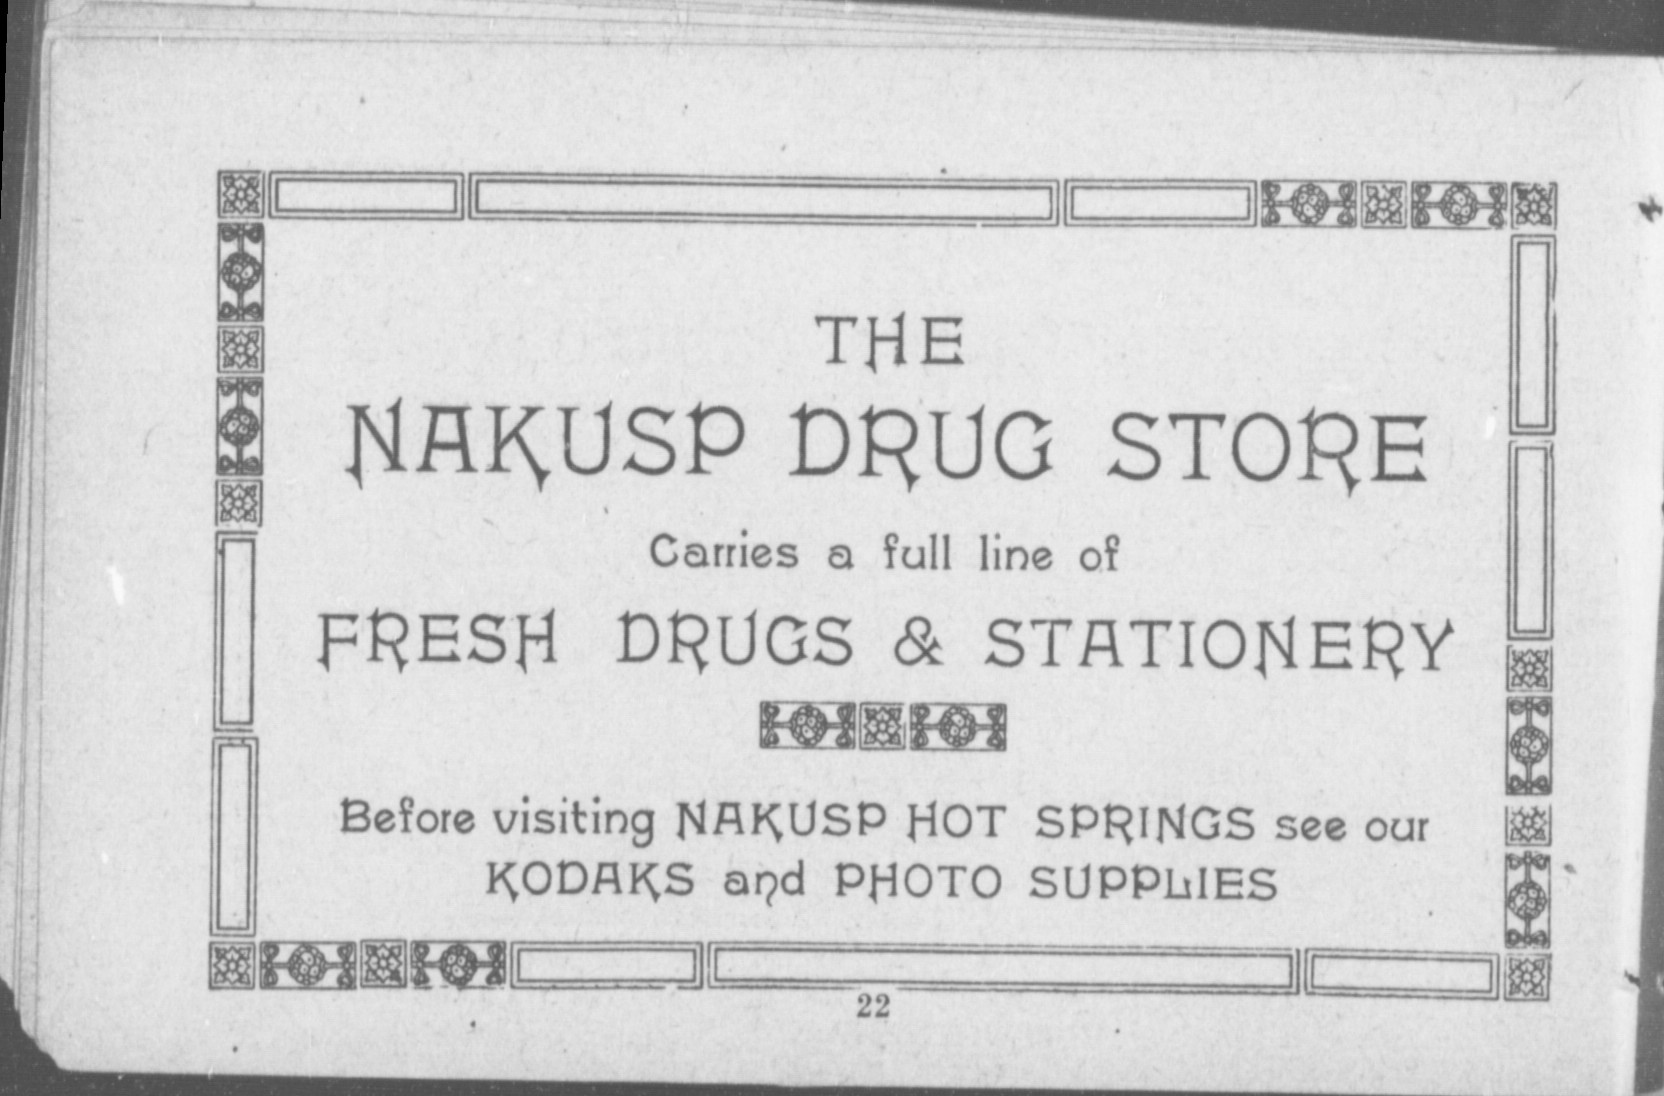 THE
NAKUSP DRUG STORE
Carries a full line of
FRESH DRUGS & STATIONERY
Before visiting NAKUSP HOT SPRINGS see our
KODAKS and PHOTO SUPPLIES
22